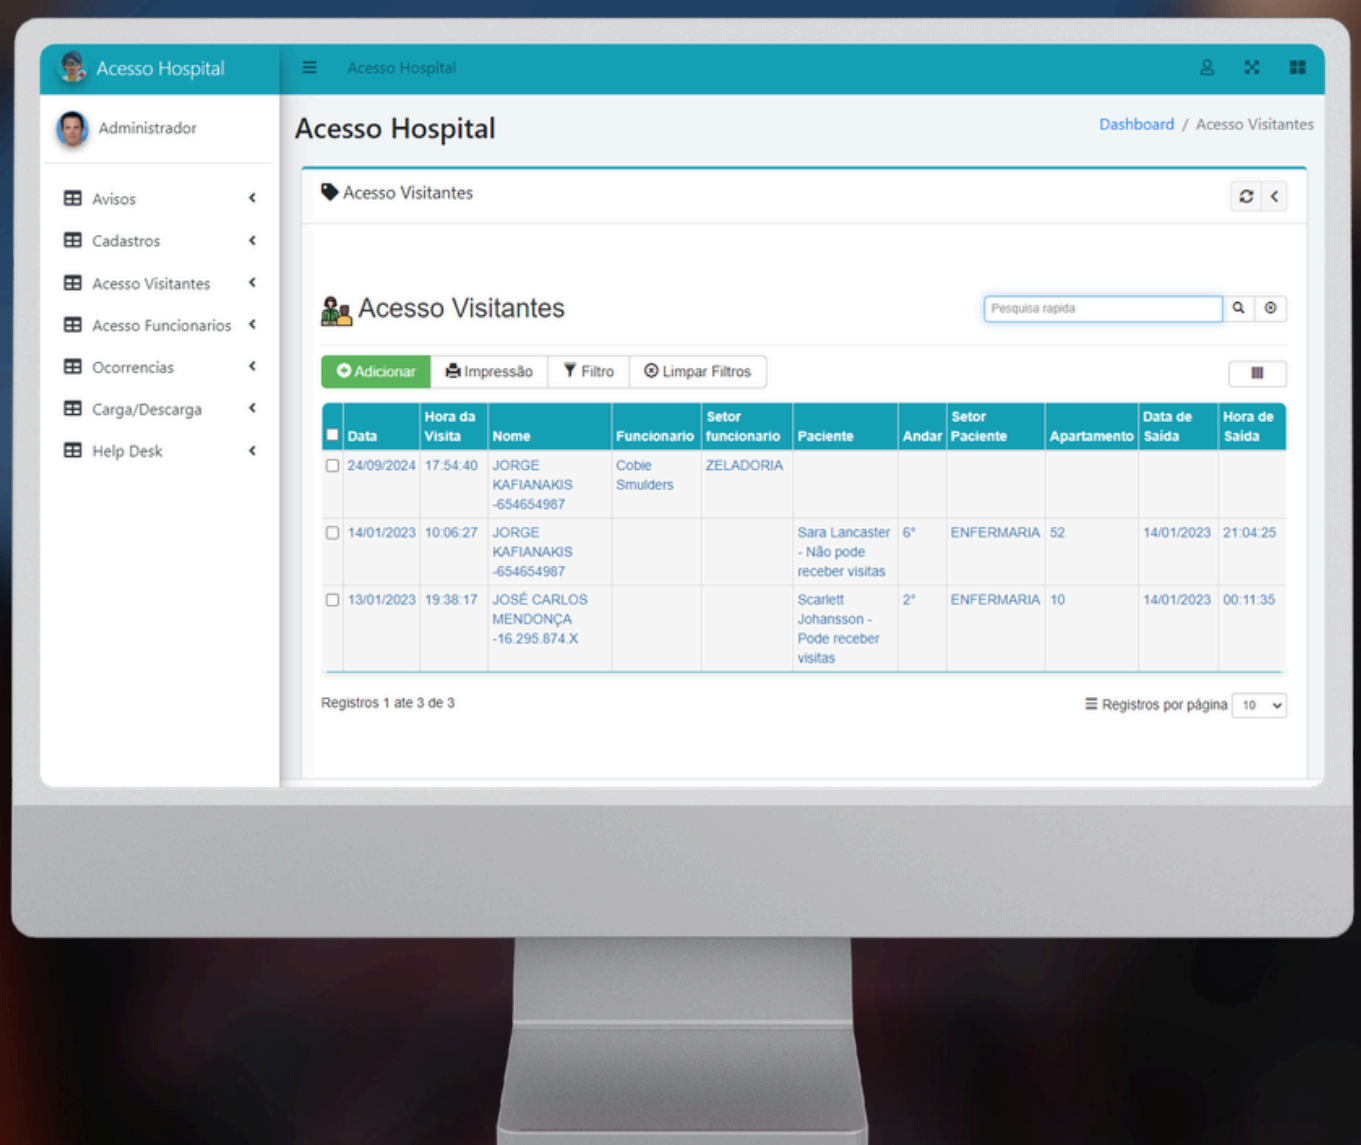 Acesso Hospital
Acesso Hospital
Administrador
Acesso Hospital
Dashboard / Acesso Visitantes
Avisos
Cadastros
Acesso Visitantes
Acesso Funcionarios
Ocorrencias
Carga/Descarga
Help Desk
Acesso Visitantes
Acesso Visitantes
Pesquisa rapida
Adicionar Impressão Filtro Limpar Filtros
Data Hora da Visita Nome Funcionario Setor funcionario Paciente Andar Setor Paciente Apartamento Data de Saída Hora de Saída
24/09/2024 17:54:40 JORGE KAFIANAKIS -654654987 Cobie Smulders ZELADORIA
14/01/2023 10:06:27 JORGE KAFIANAKIS -654654987 Sara Lancaster - Não pode receber visitas 6° ENFERMARIA 52 14/01/2023 21:04:25
13/01/2023 19:38:17 JOSÉ CARLOS MENDONÇA -16.295.874.X Scarlett Johansson - Pode receber visitas 2° ENFERMARIA 10 14/01/2023 00:11:35
Registros 1 ate 3 de 3
Registros por página 10